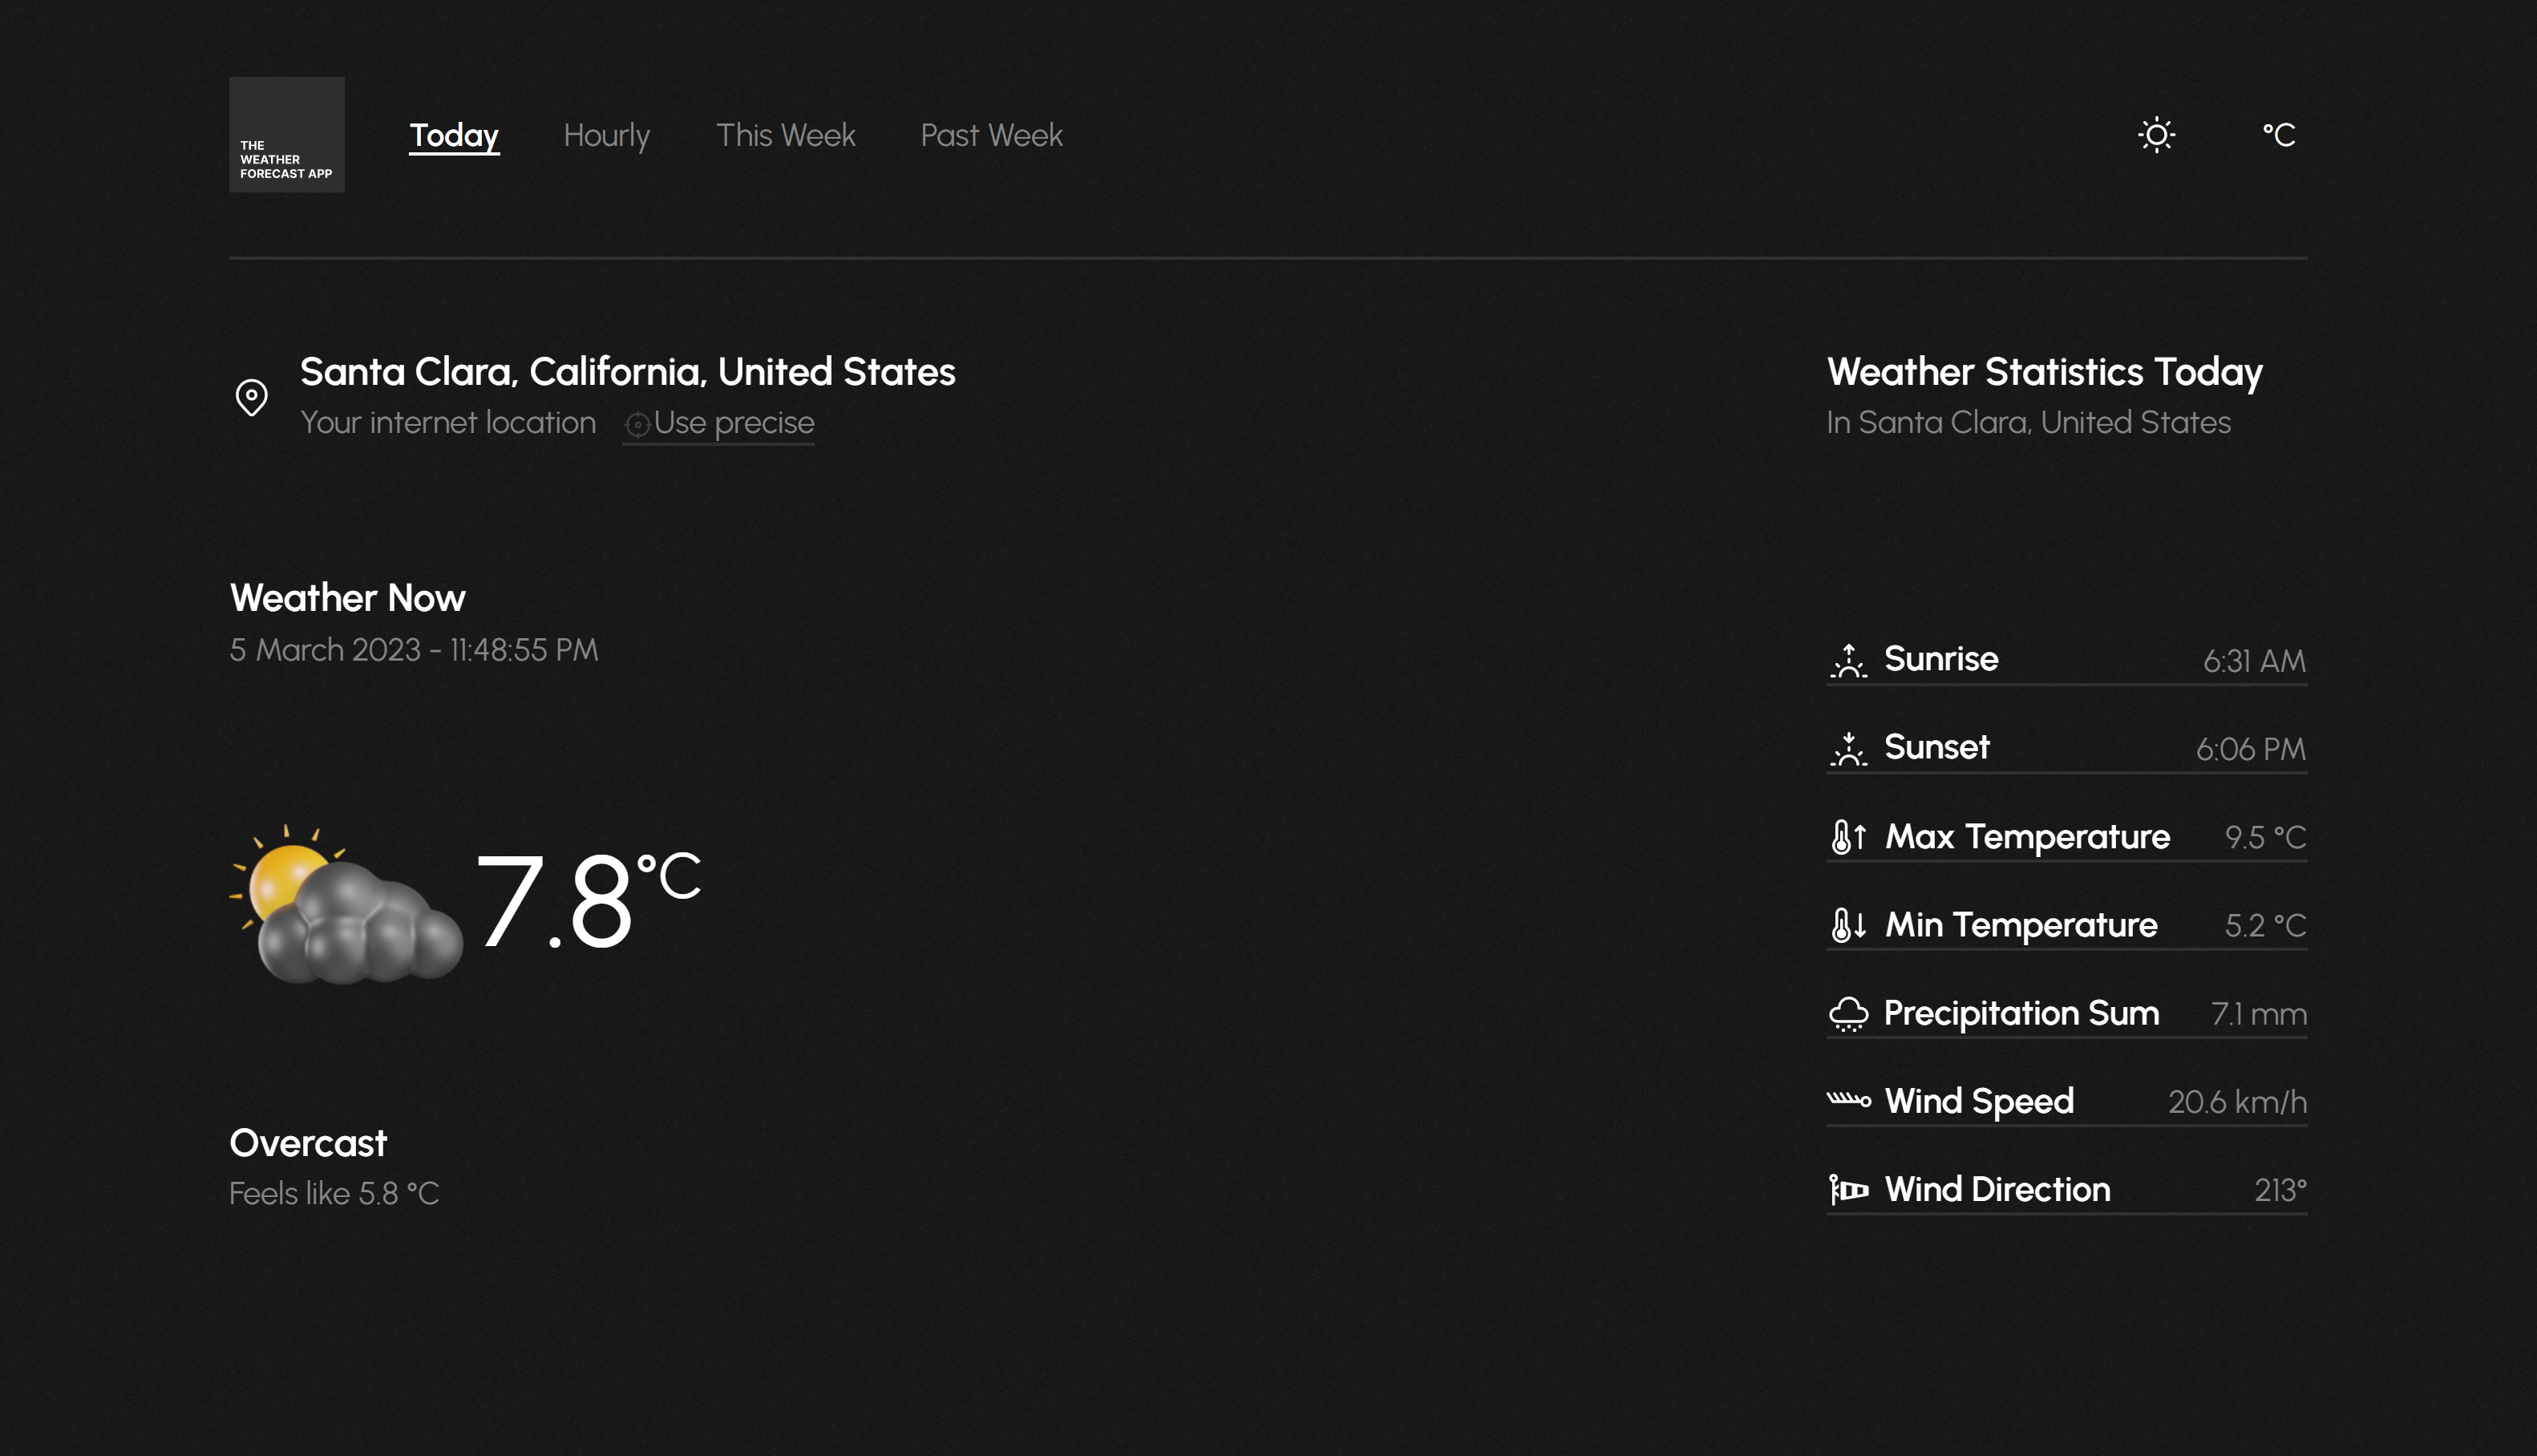 THE
WEATHER
FORECAST APP
Today
Hourly
This Week
Past Week
°C
Santa Clara, California, United States
Your internet location Use precise
Weather Now
5 March 2023 - 11:48:55 PM
7.8°C
Overcast
Feels like 5.8 °C
Weather Statistics Today
In Santa Clara, United States
Sunrise 6:31 AM
Sunset 6:06 PM
Max Temperature 9.5 °C
Min Temperature 5.2 °C
Precipitation Sum 7.1 mm
Wind Speed 20.6 km/h
Wind Direction 213°